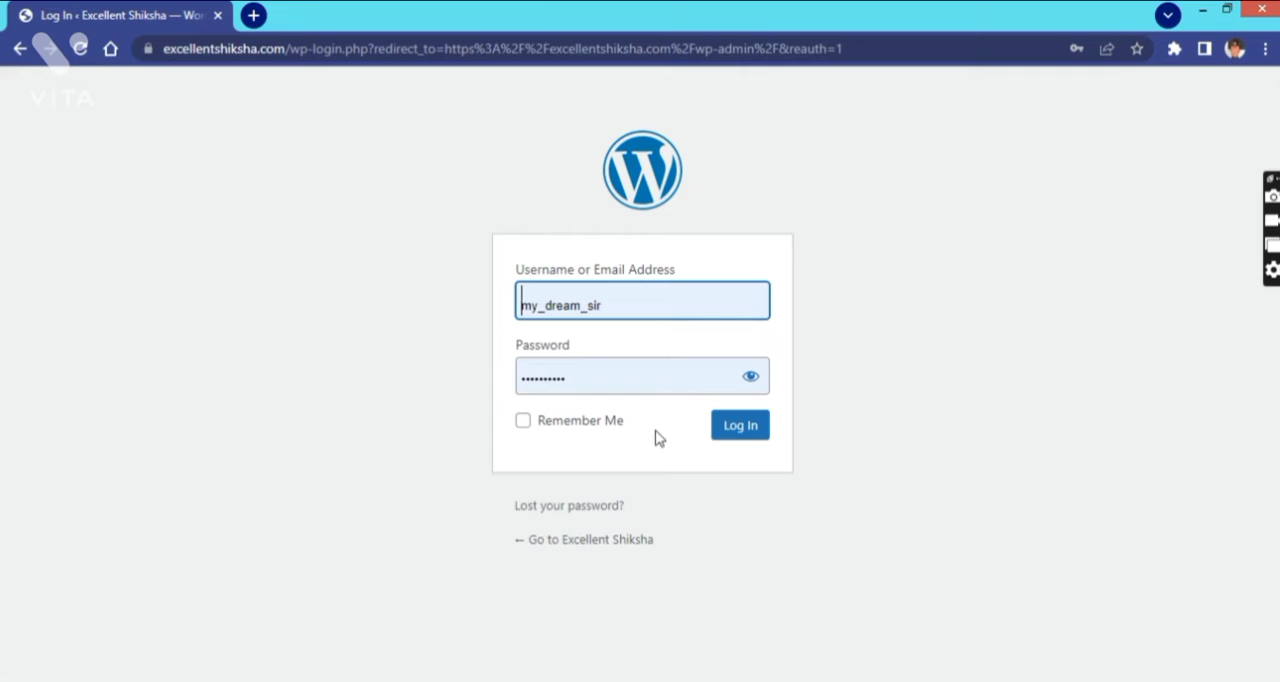 Log In ‹ Excellent Shiksha — Wor
excellentshiksha.com/wp-login.php?redirect_to=https%3A%2F%2Fexcellentshiksha.com%2Fwp-admin%2F&reauth=1
VITA
Username or Email Address
my_dream_sir
Password
••••••••••
Remember Me
Log In
Lost your password?
← Go to Excellent Shiksha